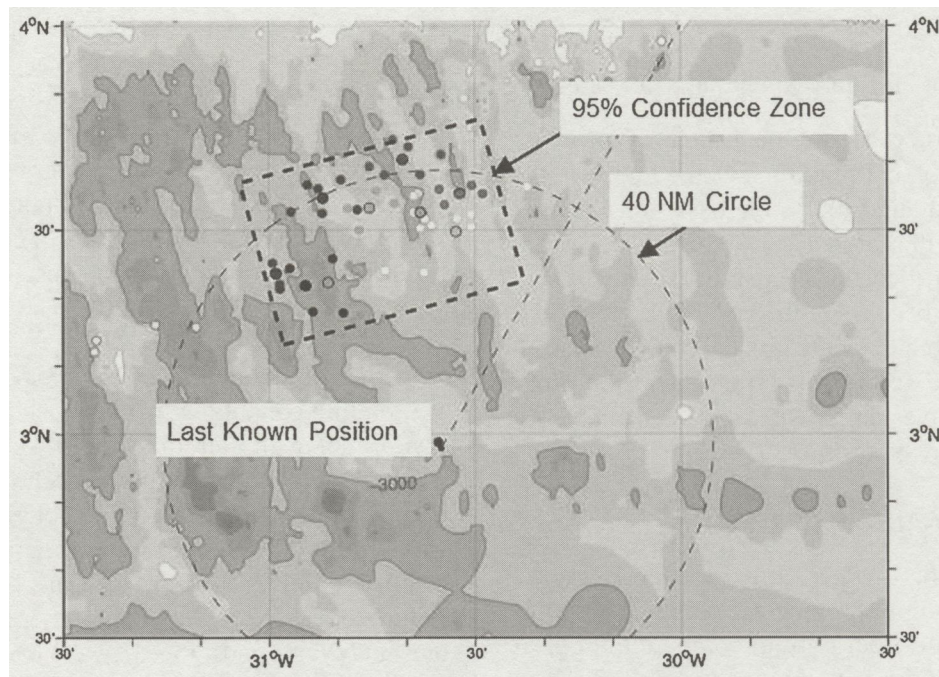 4°N
4°N
95% Confidence Zone
40 NM Circle
30'
30'
Last Known Position
3°N
3°N
-3000
30'
30'
30'
31°W
30'
30°W
30'